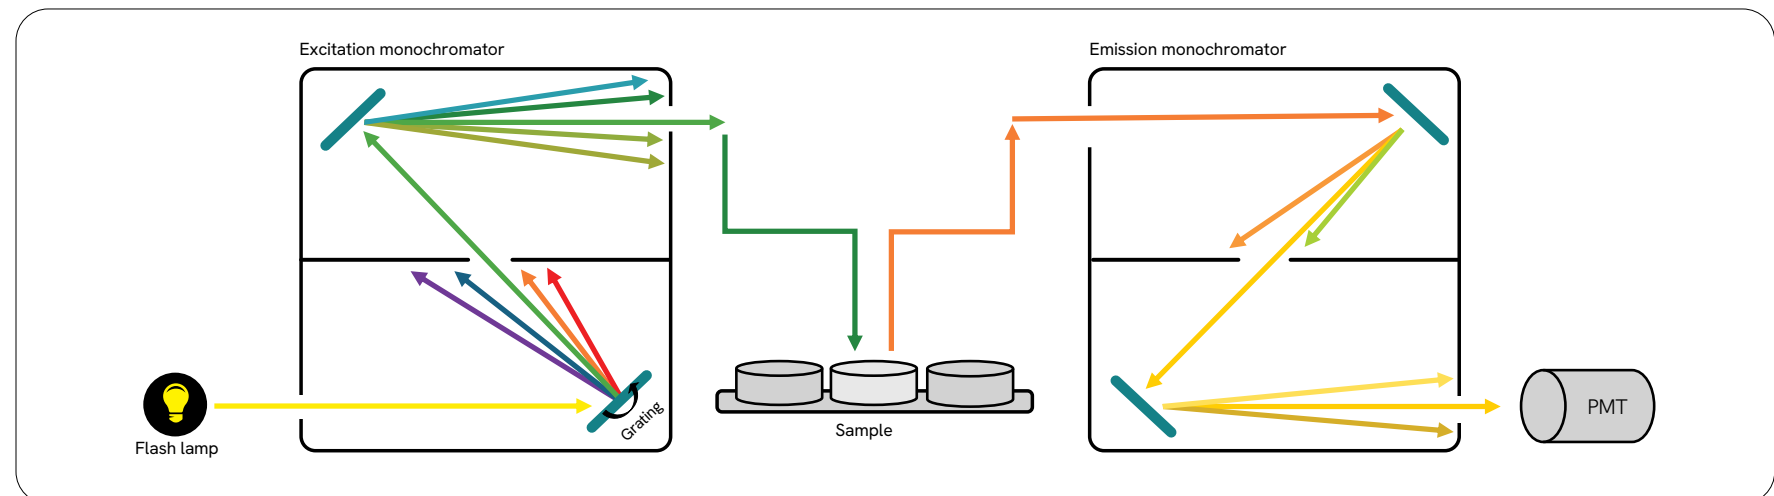 Excitation monochromator
Emission monochromator
Flash lamp
Grating
Sample
PMT